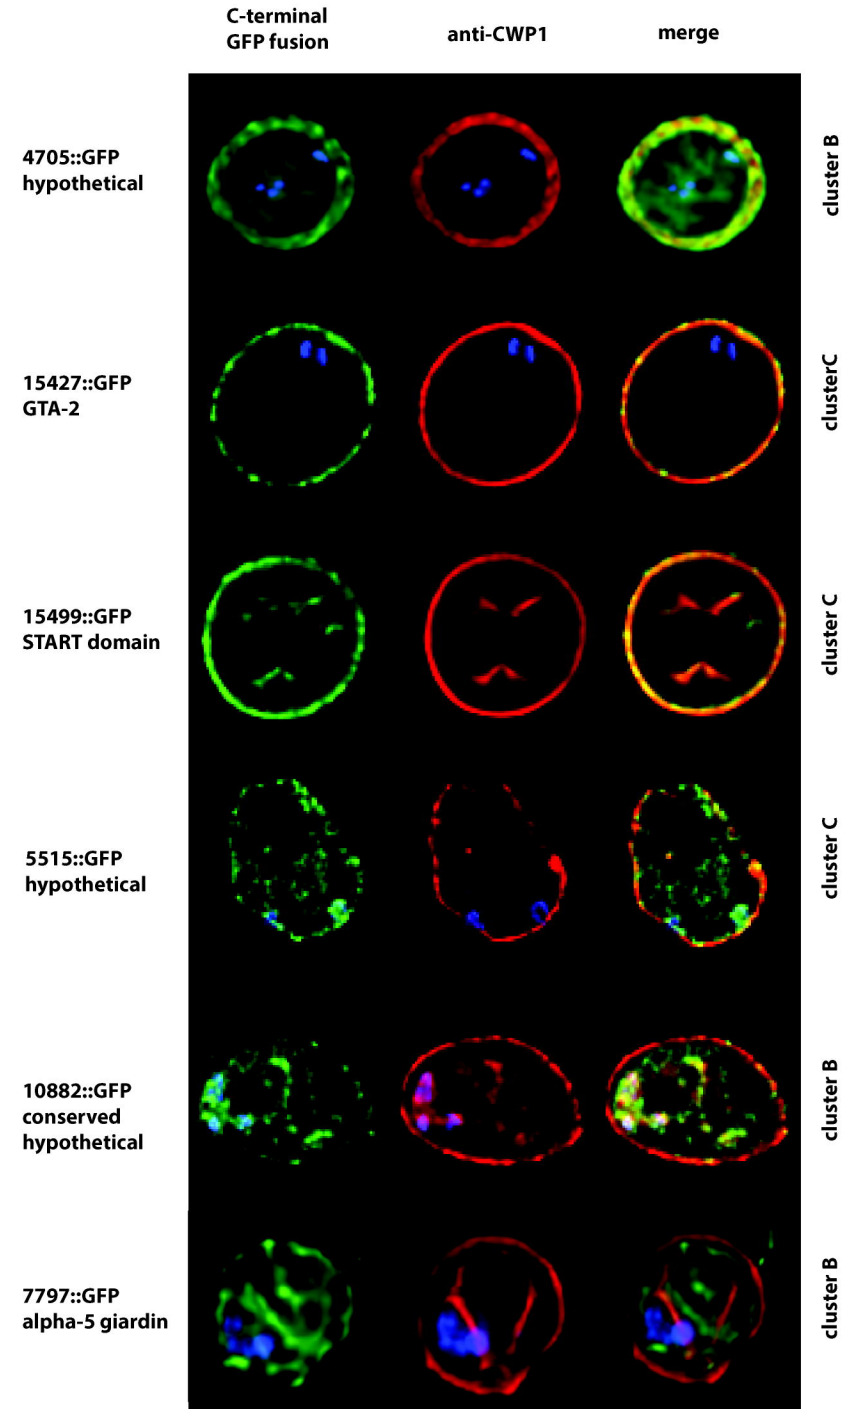 C-terminal
GFP fusion
anti-CWP1
merge
4705::GFP
hypothetical
cluster B
15427::GFP
GTA-2
clusterC
15499::GFP
START domain
cluster C
5515::GFP
hypothetical
cluster C
10882::GFP
conserved
hypothetical
cluster B
7797::GFP
alpha-5 giardin
cluster B